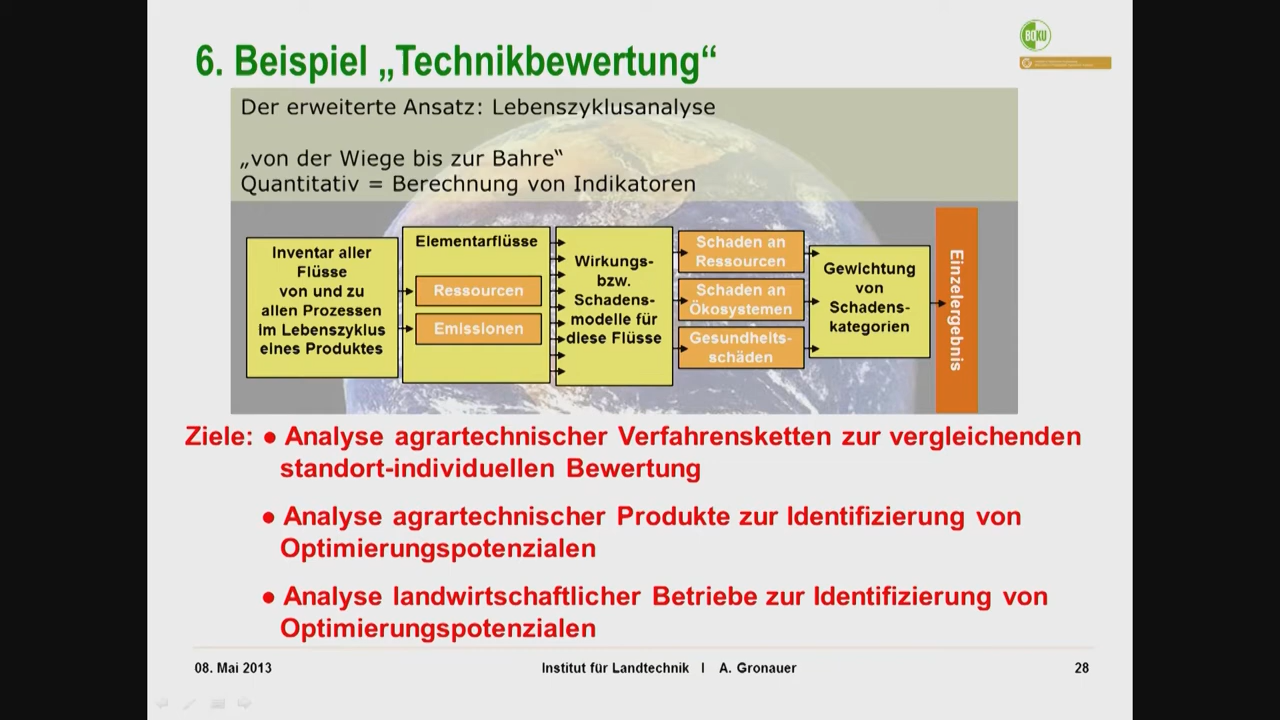 6. Beispiel „Technikbewertung“
BOKU
Der erweiterte Ansatz: Lebenszyklusanalyse
„von der Wiege bis zur Bahre“
Quantitativ = Berechnung von Indikatoren
Inventar aller
Flüsse
von und zu
allen Prozessen
im Lebenszyklus
eines Produktes
Elementarflüsse
Ressourcen
Emissionen
Wirkungs-
bzw.
Schadens-
modelle für
diese Flüsse
Schaden an
Ressourcen
Schaden an
Ökosystemen
Gesundheits-
schäden
Gewichtung
von
Schadens-
kategorien
Einzelergebnis
Ziele: ● Analyse agrartechnischer Verfahrensketten zur vergleichenden
standort-individuellen Bewertung
● Analyse agrartechnischer Produkte zur Identifizierung von
Optimierungspotenzialen
● Analyse landwirtschaftlicher Betriebe zur Identifizierung von
Optimierungspotenzialen
08. Mai 2013
Institut für Landtechnik I A. Gronauer
28